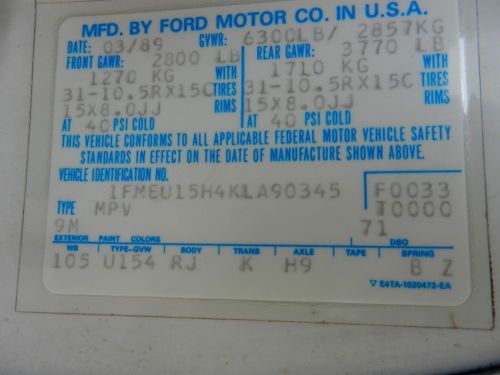 MFD. BY FORD MOTOR CO. IN U.S.A.
DATE: 03/89 GVWR: 6300LB/ 2857KG
FRONT GAWR: 2800 LB REAR GAWR: 3770 LB
1270 KG WITH 1710 KG WITH
31-10.5RX15C TIRES 31-10.5RX15C TIRES
15X8.0JJ RIMS 15X8.0JJ RIMS
AT 40 PSI COLD AT 40 PSI COLD
THIS VEHICLE CONFORMS TO ALL APPLICABLE FEDERAL MOTOR VEHICLE SAFETY
STANDARDS IN EFFECT ON THE DATE OF MANUFACTURE SHOWN ABOVE.
VEHICLE IDENTIFICATION NO.
1FMEU15H4KLA90345 F0033
TYPE MPV T0000
9M 71
EXTERIOR PAINT COLORS DSO
WB TYPE-GVW BODY TRANS AXLE TAPE SPRING
105 U154 RJ K H9 8 Z
▽ E4TA-1020472-EA